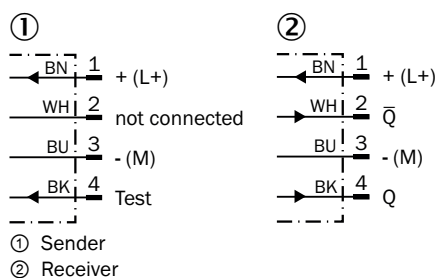 ① ②
BN 1 + (L+) BN 1 + (L+)
WH 2 not connected WH 2 Q̅
BU 3 - (M) BU 3 - (M)
BK 4 Test BK 4 Q
① Sender
② Receiver